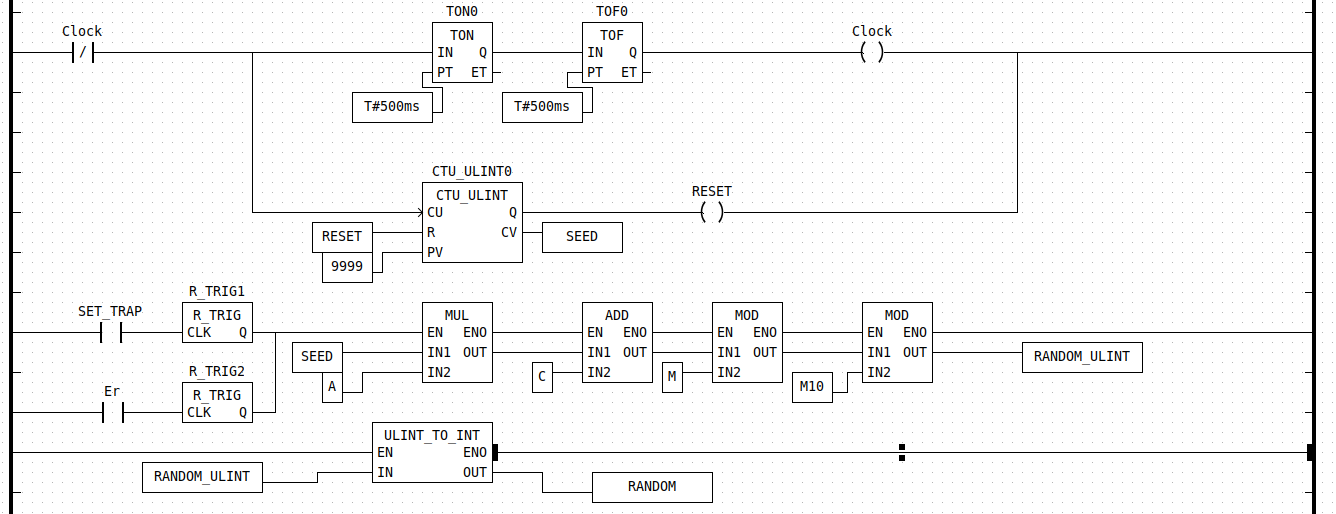 TON0 TOF0
Clock Clock
TON TOF
IN Q IN Q
PT ET PT ET
T#500ms T#500ms
CTU_ULINT0
CTU_ULINT RESET
CU Q
RESET R CV SEED
9999 PV
R_TRIG1
SET_TRAP R_TRIG MUL ADD MOD MOD
CLK Q EN ENO EN ENO EN ENO EN ENO
SEED IN1 OUT IN1 OUT IN1 OUT IN1 OUT RANDOM_ULINT
R_TRIG2 IN2 IN2 IN2 IN2
A C M M10
Er R_TRIG
CLK Q
ULINT_TO_INT
EN ENO
RANDOM_ULINT IN OUT
RANDOM